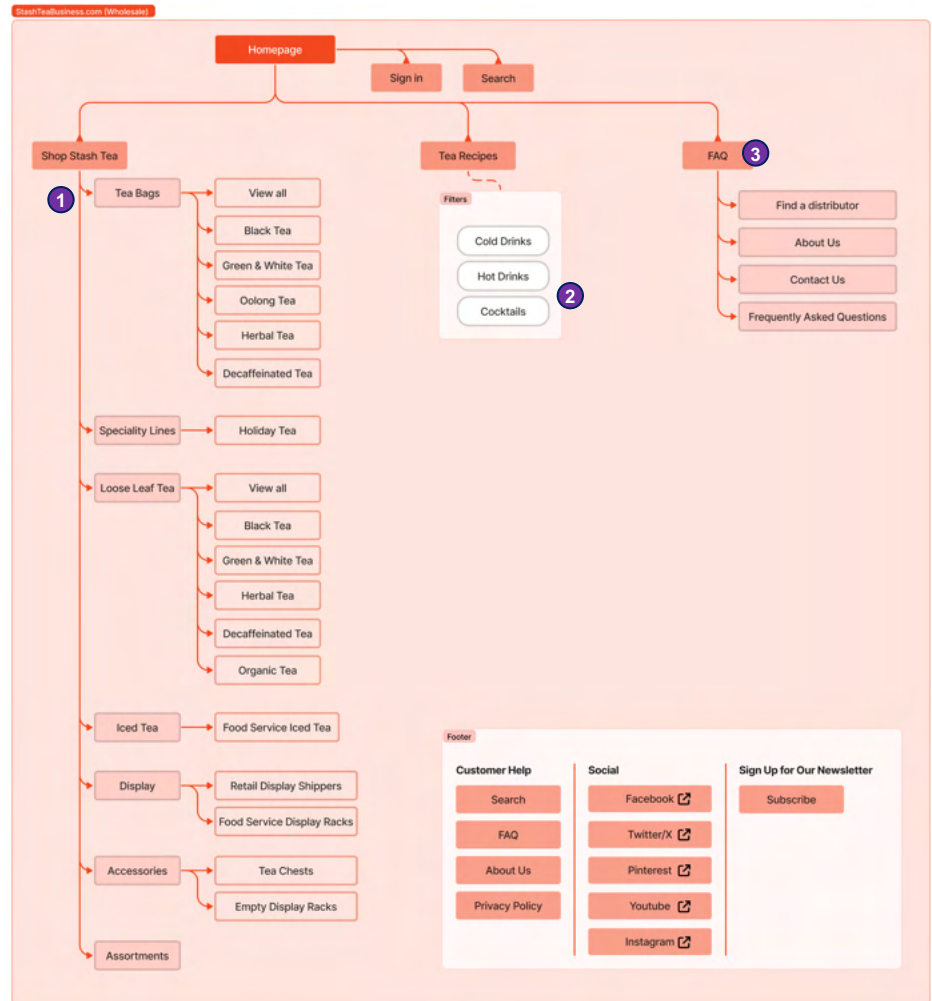 StashTeaBusiness.com (Wholesale)
Homepage
Sign in
Search
Shop Stash Tea
Tea Recipes
FAQ
3
1
Tea Bags
View all
Black Tea
Green & White Tea
Oolong Tea
Herbal Tea
Decaffeinated Tea
Speciality Lines
Holiday Tea
Loose Leaf Tea
View all
Black Tea
Green & White Tea
Herbal Tea
Decaffeinated Tea
Organic Tea
Iced Tea
Food Service Iced Tea
Display
Retail Display Shippers
Food Service Display Racks
Accessories
Tea Chests
Empty Display Racks
Assortments
Filters
Cold Drinks
Hot Drinks
Cocktails
2
Find a distributor
About Us
Contact Us
Frequently Asked Questions
Footer
Customer Help
Search
FAQ
About Us
Privacy Policy
Social
Facebook
Twitter/X
Pinterest
Youtube
Instagram
Sign Up for Our Newsletter
Subscribe